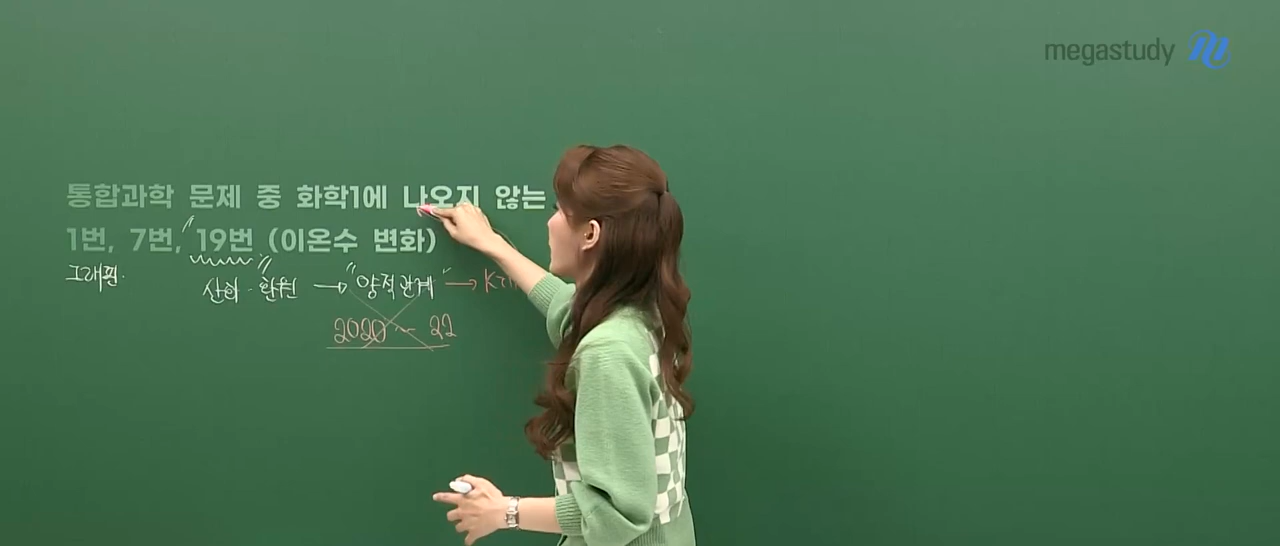 megastudy
통합과학 문제 중 화학1에 나오지 않는
1번, 7번, "19번 (이온수 변화)
그래핀.
산화·환원" → "양적관계" → K
2020 ~ 22